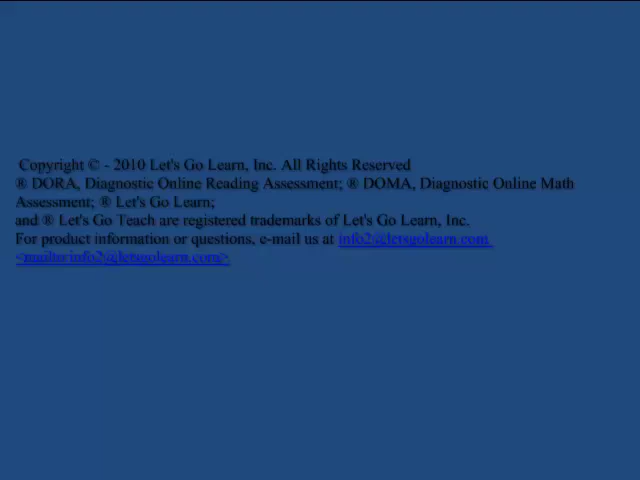 Copyright © - 2010 Let's Go Learn, Inc. All Rights Reserved
® DORA, Diagnostic Online Reading Assessment; ® DOMA, Diagnostic Online Math
Assessment; ® Let's Go Learn;
and ® Let's Go Teach are registered trademarks of Let's Go Learn, Inc.
For product information or questions, e-mail us at info2@letsgolearn.com
<mailto:info2@letsgolearn.com>